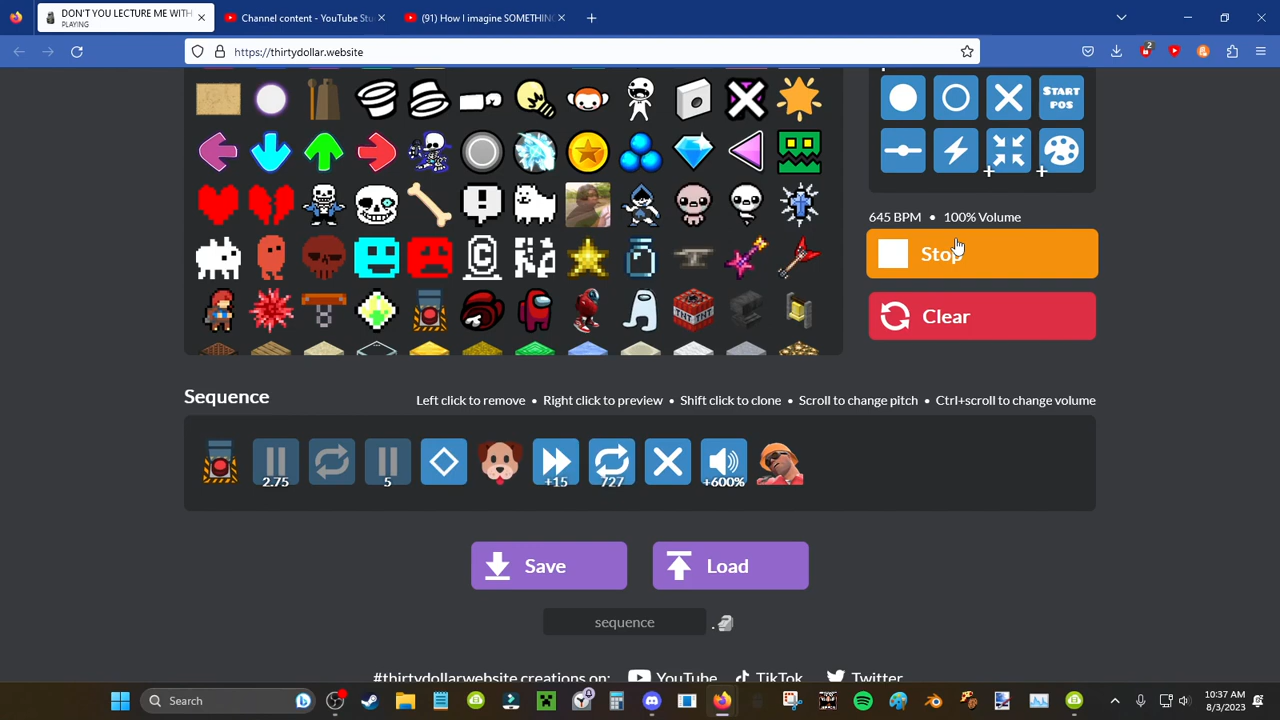 DON'T YOU LECTURE ME WITH
PLAYING
Channel content - YouTube Stu
(91) How I imagine SOMETHIN
https://thirtydollar.website
2
START POS
!
TNT
645 BPM • 100% Volume
Stop
Clear
Sequence
Left click to remove • Right click to preview • Shift click to clone • Scroll to change pitch • Ctrl+scroll to change volume
2.75
5
+15
727
+600%
Save
Load
sequence
.🗿
#thirtydollarwebsite creations on: YouTube TikTok Twitter
Search
10:37 AM
8/3/2023